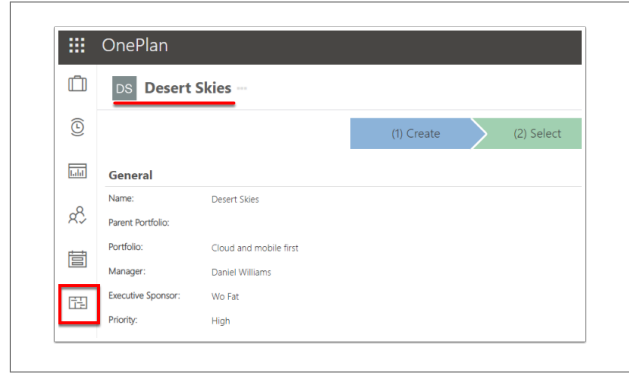 OnePlan
DS Desert Skies ...
(1) Create (2) Select
General
Name: Desert Skies
Parent Portfolio:
Portfolio: Cloud and mobile first
Manager: Daniel Williams
Executive Sponsor: Wo Fat
Priority: High